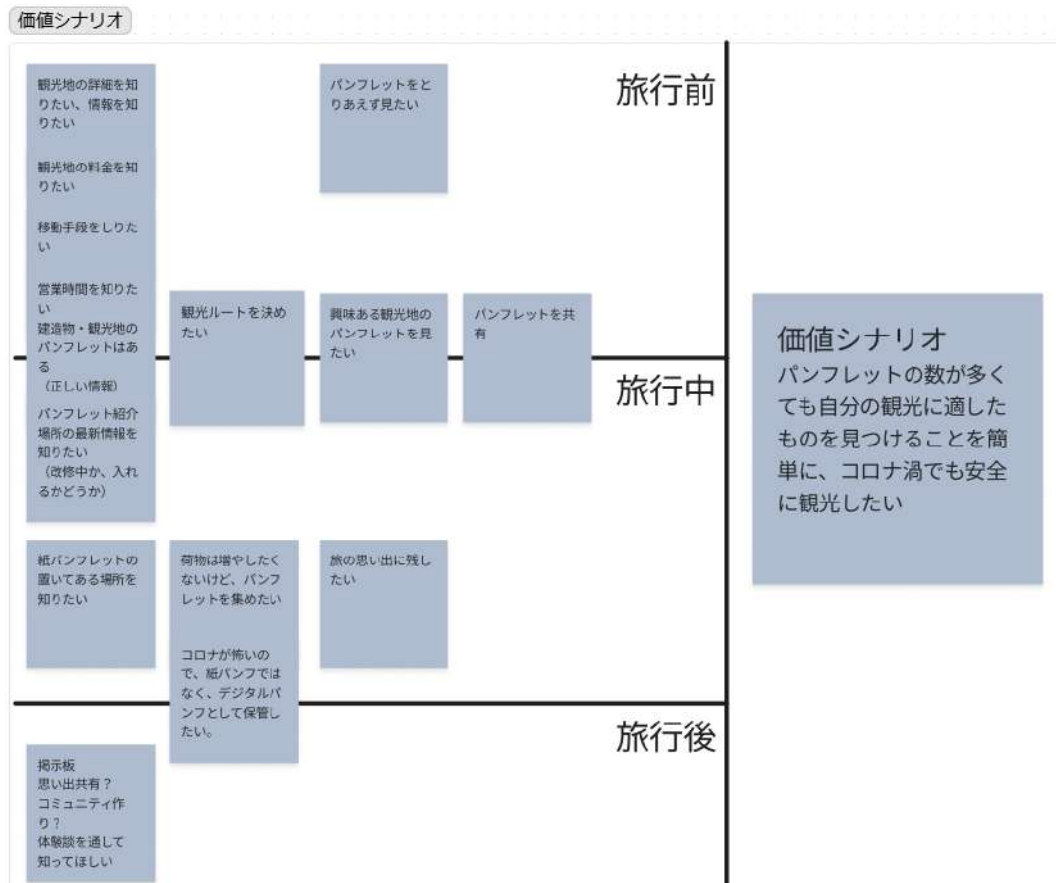 価値シナリオ
旅行前
観光地の詳細を知
りたい、情報を知
りたい
パンフレットをと
りあえず見たい
観光地の料金を知
りたい
移動手段をしりた
い
営業時間を知りた
い
建造物・観光地の
パンフレットはあ
る
（正しい情報）
パンフレット紹介
場所の最新情報を
知りたい
（改修中か、入れ
るかどうか）
観光ルートを決め
たい
興味ある観光地の
パンフレットを見
たい
パンフレットを共
有
旅行中
紙パンフレットの
置いてある場所を
知りたい
荷物は増やしたく
ないけど、パンフ
レットを集めたい
コロナが怖いの
で、紙パンフでは
なく、デジタルパ
ンフとして保管し
たい。
旅の思い出に残し
たい
旅行後
掲示板
思い出共有？
コミュニティ作
り？
体験談を通して
知ってほしい
価値シナリオ
パンフレットの数が多く
ても自分の観光に適した
ものを見つけることを簡
単に、コロナ渦でも安全
に観光したい